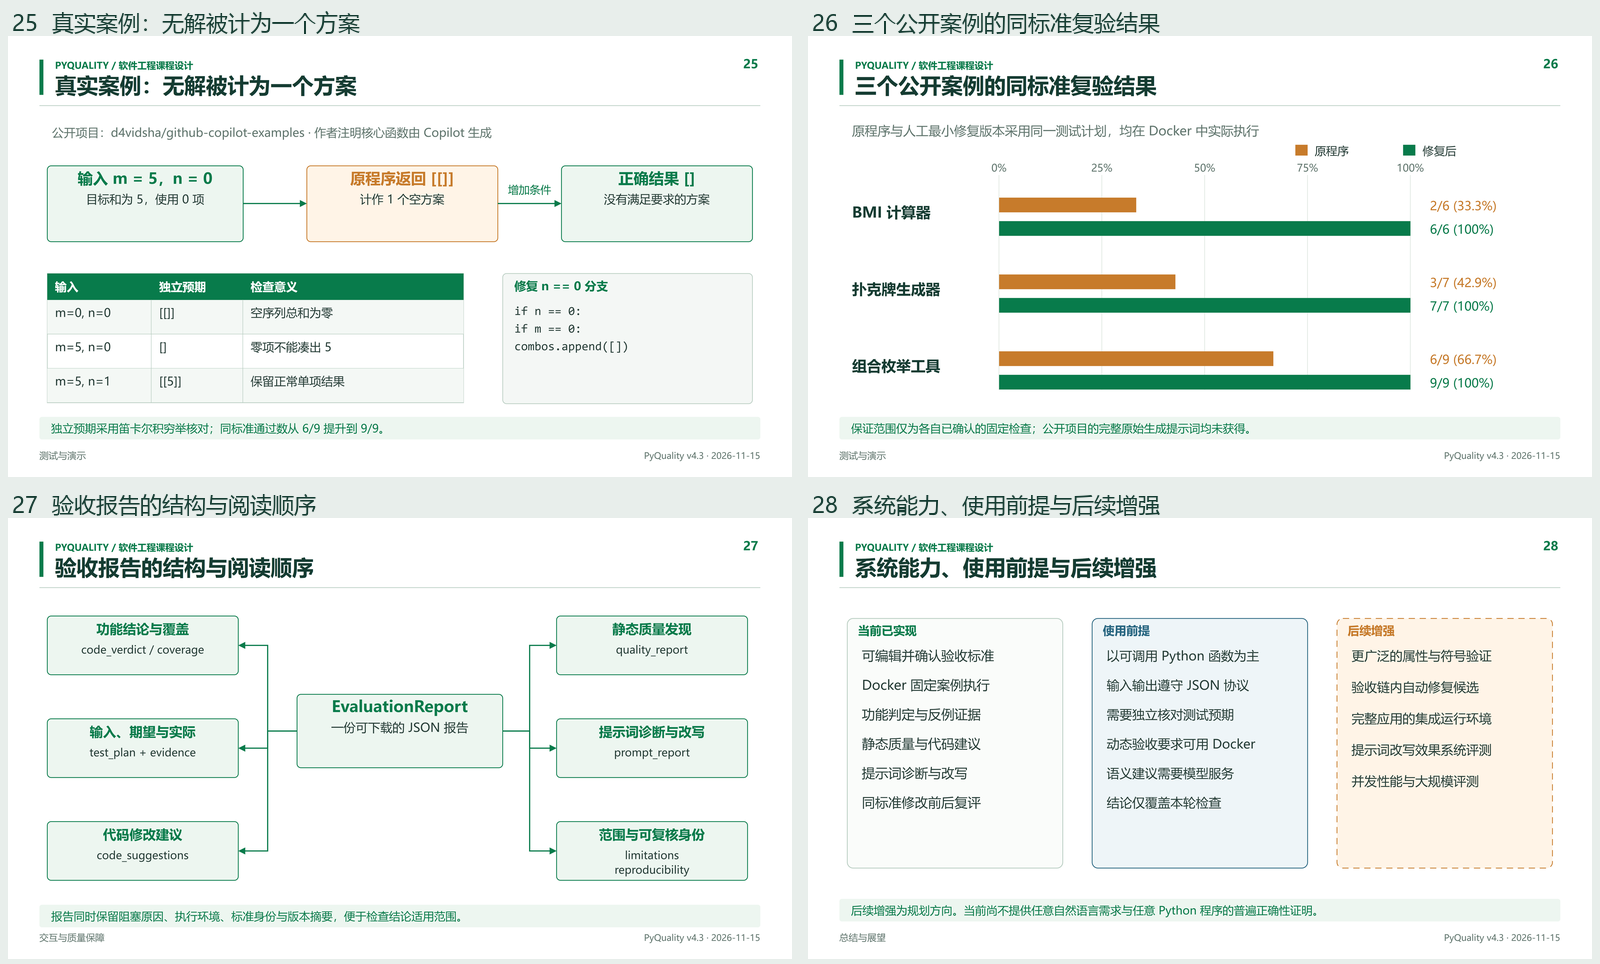 25 真实案例：无解被计为一个方案
PYQUALITY / 软件工程课程设计
25
真实案例：无解被计为一个方案
公开项目：d4vidsha/github-copilot-examples · 作者注明核心函数由 Copilot 生成
输入 m = 5，n = 0
目标和为 5，使用 0 项
原程序返回 [[]]
计作 1 个空方案
增加条件
正确结果 []
没有满足要求的方案
输入 独立预期 检查意义
m=0, n=0 [[]] 空序列总和为零
m=5, n=0 [] 零项不能凑出 5
m=5, n=1 [[5]] 保留正常单项结果
修复 n == 0 分支
if n == 0:
if m == 0:
combos.append([])
独立预期采用笛卡尔积穷举核对；同标准通过数从 6/9 提升到 9/9。
测试与演示
PyQuality v4.3 · 2026-11-15
26 三个公开案例的同标准复验结果
PYQUALITY / 软件工程课程设计
26
三个公开案例的同标准复验结果
原程序与人工最小修复版本采用同一测试计划，均在 Docker 中实际执行
原程序 修复后
0% 25% 50% 75% 100%
BMI 计算器
2/6 (33.3%)
6/6 (100%)
扑克牌生成器
3/7 (42.9%)
7/7 (100%)
组合枚举工具
6/9 (66.7%)
9/9 (100%)
保证范围仅为各自已确认的固定检查；公开项目的完整原始生成提示词均未获得。
测试与演示
PyQuality v4.3 · 2026-11-15
27 验收报告的结构与阅读顺序
PYQUALITY / 软件工程课程设计
27
验收报告的结构与阅读顺序
功能结论与覆盖
code_verdict / coverage
输入、期望与实际
test_plan + evidence
代码修改建议
code_suggestions
EvaluationReport
一份可下载的 JSON 报告
静态质量发现
quality_report
提示词诊断与改写
prompt_report
范围与可复核身份
limitations
reproducibility
报告同时保留阻塞原因、执行环境、标准身份与版本摘要，便于检查结论适用范围。
交互与质量保障
PyQuality v4.3 · 2026-11-15
28 系统能力、使用前提与后续增强
PYQUALITY / 软件工程课程设计
28
系统能力、使用前提与后续增强
当前已实现
可编辑并确认验收标准
Docker 固定案例执行
功能判定与反例证据
静态质量与代码建议
提示词诊断与改写
同标准修改前后复评
使用前提
以可调用 Python 函数为主
输入输出遵守 JSON 协议
需要独立核对测试预期
动态验收要求可用 Docker
语义建议需要模型服务
结论仅覆盖本轮检查
后续增强
更广泛的属性与符号验证
验收链内自动修复候选
完整应用的集成运行环境
提示词改写效果系统评测
并发性能与大规模评测
后续增强为规划方向。当前尚不提供任意自然语言需求与任意 Python 程序的普遍正确性证明。
总结与展望
PyQuality v4.3 · 2026-11-15